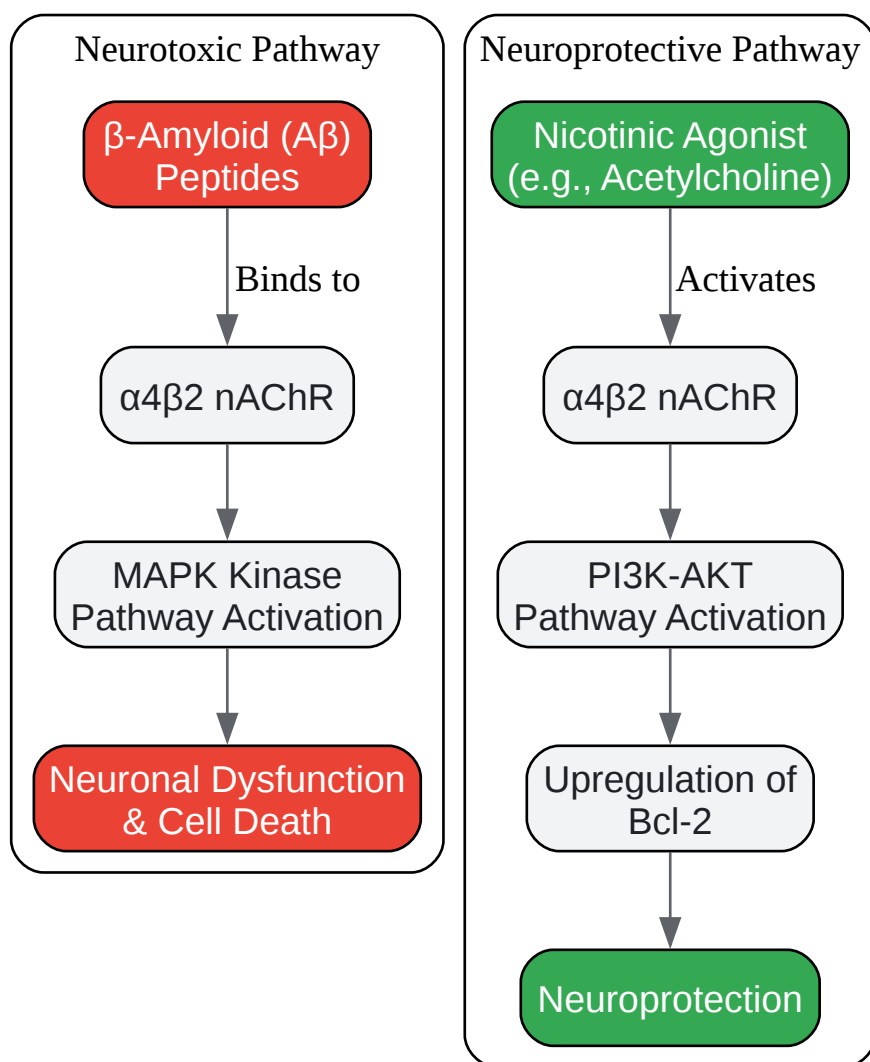 Neurotoxic Pathway
β-Amyloid (Aβ)
Peptides
Binds to
α4β2 nAChR
MAPK Kinase
Pathway Activation
Neuronal Dysfunction
& Cell Death
Neuroprotective Pathway
Nicotinic Agonist
(e.g., Acetylcholine)
Activates
α4β2 nAChR
PI3K-AKT
Pathway Activation
Upregulation of
Bcl-2
Neuroprotection